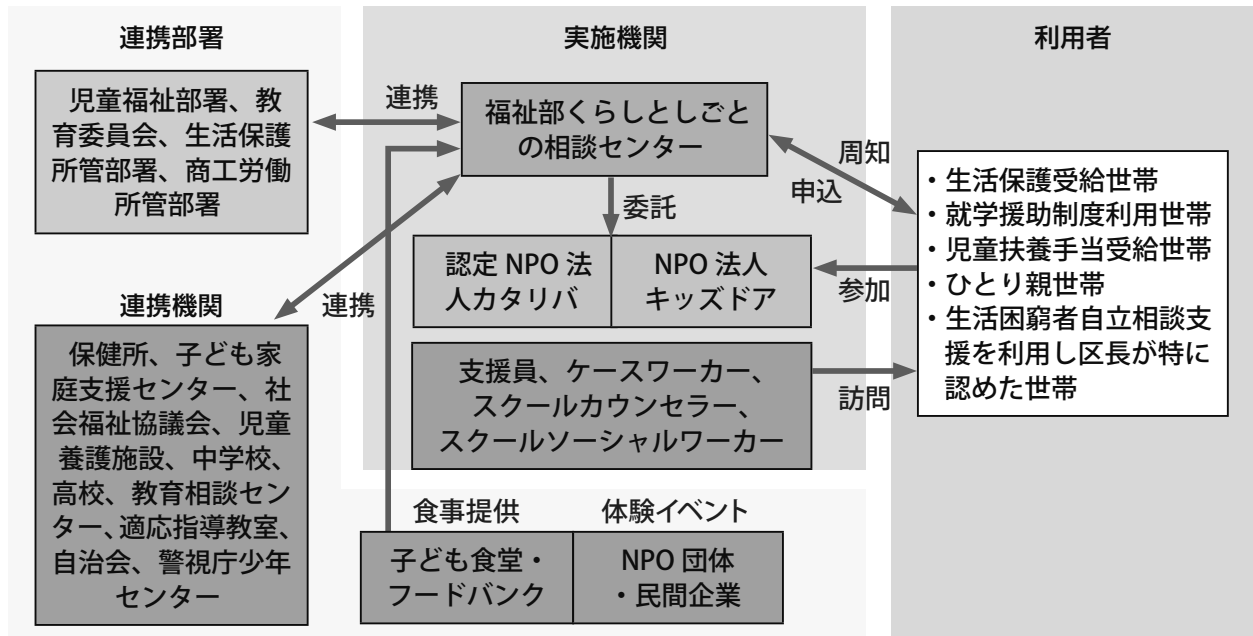 連携部署
児童福祉部署、教
育委員会、生活保護
所管部署、商工労働
所管部署
連携機関
保健所、子ども家
庭支援センター、社
会福祉協議会、児童
養護施設、中学校、
高校、教育相談セン
ター、適応指導教室、
自治会、警視庁少年
センター
連携
連携
実施機関
福祉部くらしとしごと
の相談センター
委託
認定 NPO 法
人カタリバ
NPO 法人
キッズドア
支援員、ケースワーカー、
スクールカウンセラー、
スクールソーシャルワーカー
食事提供
子ども食堂・
フードバンク
体験イベント
NPO 団体
・民間企業
周知
申込
参加
訪問
利用者
・生活保護受給世帯
・就学援助制度利用世帯
・児童扶養手当受給世帯
・ひとり親世帯
・生活困窮者自立相談支
援を利用し区長が特に
認めた世帯